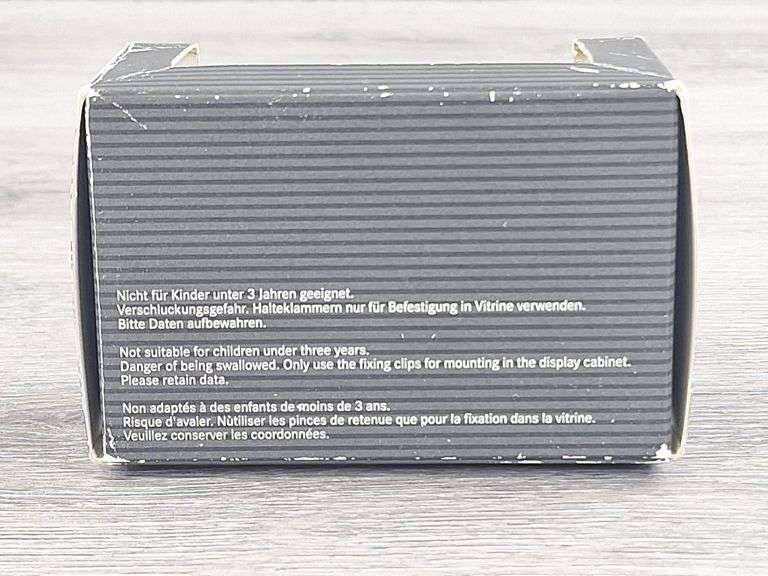 Nicht für Kinder unter 3 Jahren geeignet.
Verschluckungsgefahr. Halteklammern nur für Befestigung in Vitrine verwenden.
Bitte Daten aufbewahren.
Not suitable for children under three years.
Danger of being swallowed. Only use the fixing clips for mounting in the display cabinet.
Please retain data.
Non adaptés à des enfants de moins de 3 ans.
Risque d'avaler. Nùtiliser les pinces de retenue que pour la fixation dans la vitrine.
Veuillez conserver les coordonnées.